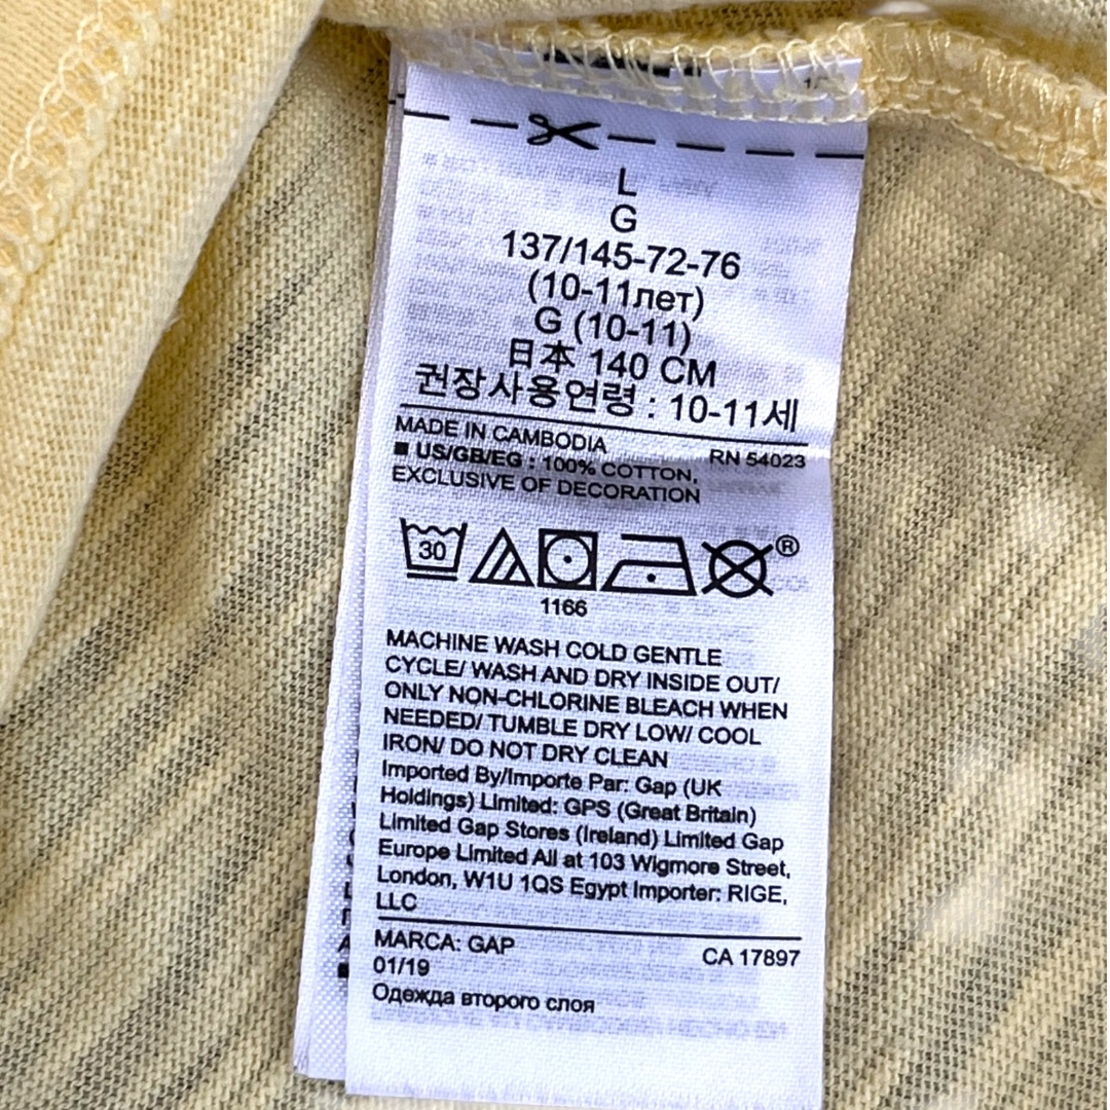 L
G
137/145-72-76
(10-11лет)
G (10-11)
日本 140 CM
권장사용연령 : 10-11세
MADE IN CAMBODIA
RN 54023
■ US/GB/EG : 100% COTTON,
EXCLUSIVE OF DECORATION
30
®
1166
MACHINE WASH COLD GENTLE
CYCLE/ WASH AND DRY INSIDE OUT/
ONLY NON-CHLORINE BLEACH WHEN
NEEDED/ TUMBLE DRY LOW/ COOL
IRON/ DO NOT DRY CLEAN
Imported By/Importe Par: Gap (UK
Holdings) Limited: GPS (Great Britain)
Limited Gap Stores (Ireland) Limited Gap
Europe Limited All at 103 Wigmore Street,
London, W1U 1QS Egypt Importer: RIGE,
LLC
MARCA: GAP
CA 17897
01/19
Одежда второго слоя